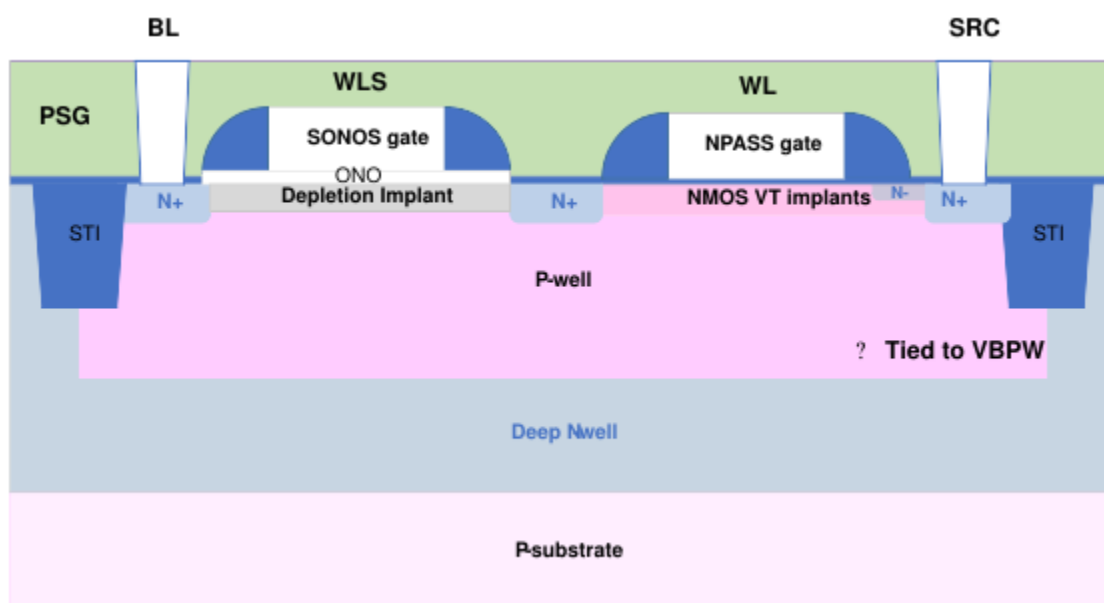 BL
SRC
WLS
WL
PSG
SONOS gate
NPASS gate
ONO
Depletion Implant
NMOS VT implants
N-
N+
N+
N+
STI
STI
P-well
? Tied to VBPW
Deep Nwell
P-substrate